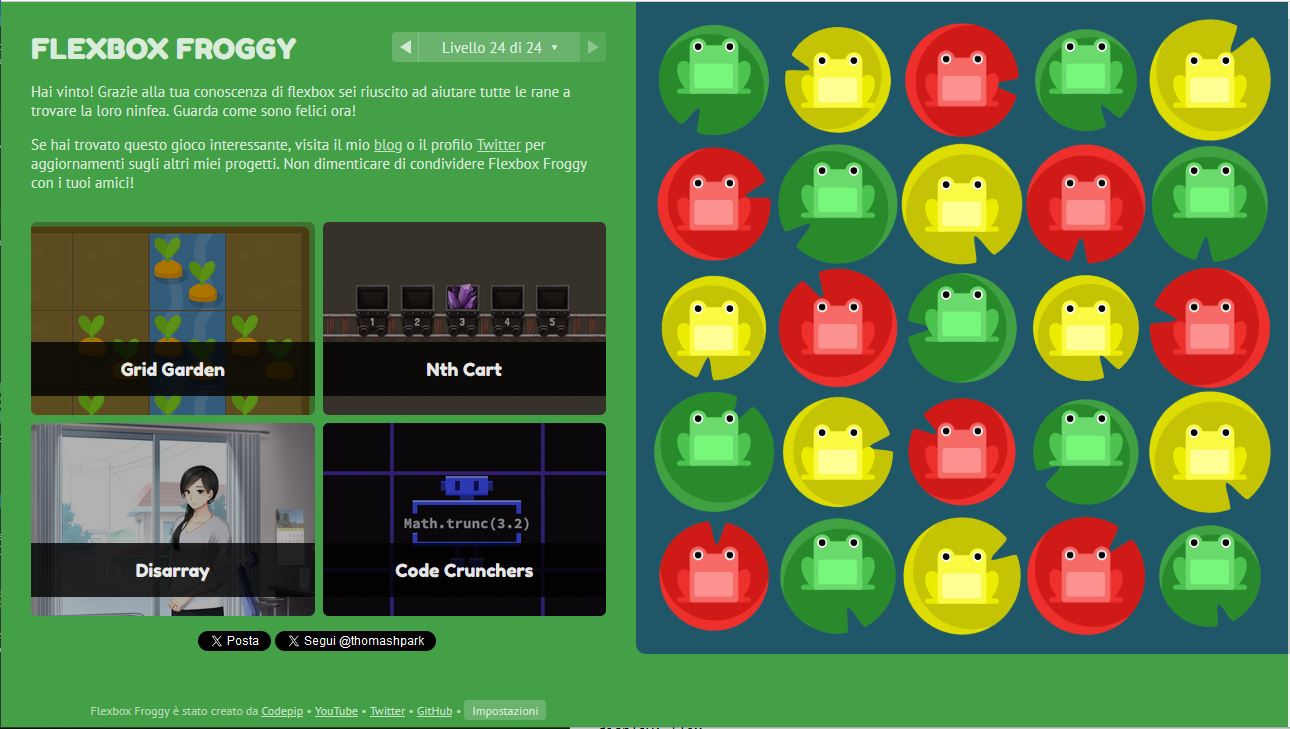 FLEXBOX FROGGY
Livello 24 di 24
Hai vinto! Grazie alla tua conoscenza di flexbox sei riuscito ad aiutare tutte le rane a
trovare la loro ninfea. Guarda come sono felici ora!
Se hai trovato questo gioco interessante, visita il mio blog o il profilo Twitter per
aggiornamenti sugli altri miei progetti. Non dimenticare di condividere Flexbox Froggy
con i tuoi amici!
1 2 3 4 5
Grid Garden
Nth Cart
Math.trunc(3.2)
Disarray
Code Crunchers
Posta
Segui @thomashpark
Flexbox Froggy è stato creato da Codepip • YouTube • Twitter • GitHub • Impostazioni